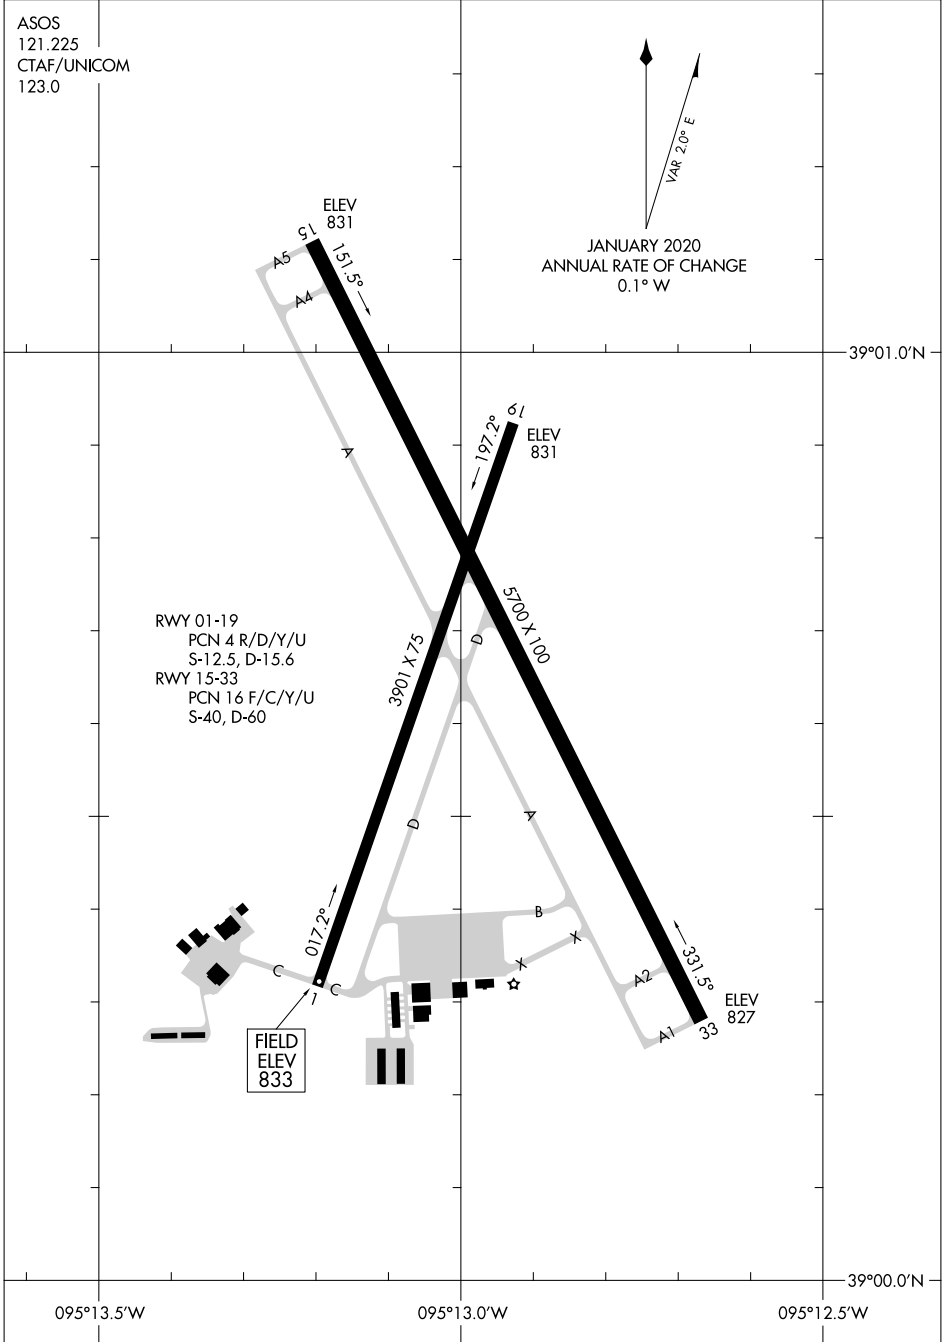 ASOS
121.225
CTAF/UNICOM
123.0
VAR 2.0° E
JANUARY 2020
ANNUAL RATE OF CHANGE
0.1° W
ELEV
831
15
A5
151.5°
A4
39°01.0'N
19
197.2°
ELEV
831
A
5700 X 100
RWY 01-19
PCN 4 R/D/Y/U
S-12.5, D-15.6
RWY 15-33
PCN 16 F/C/Y/U
S-40, D-60
D
3901 X 75
A
D
B
X
X
017.2°
C
C
1
331.5°
A2
ELEV
827
A1
33
FIELD
ELEV
833
39°00.0'N
095°13.5'W
095°13.0'W
095°12.5'W